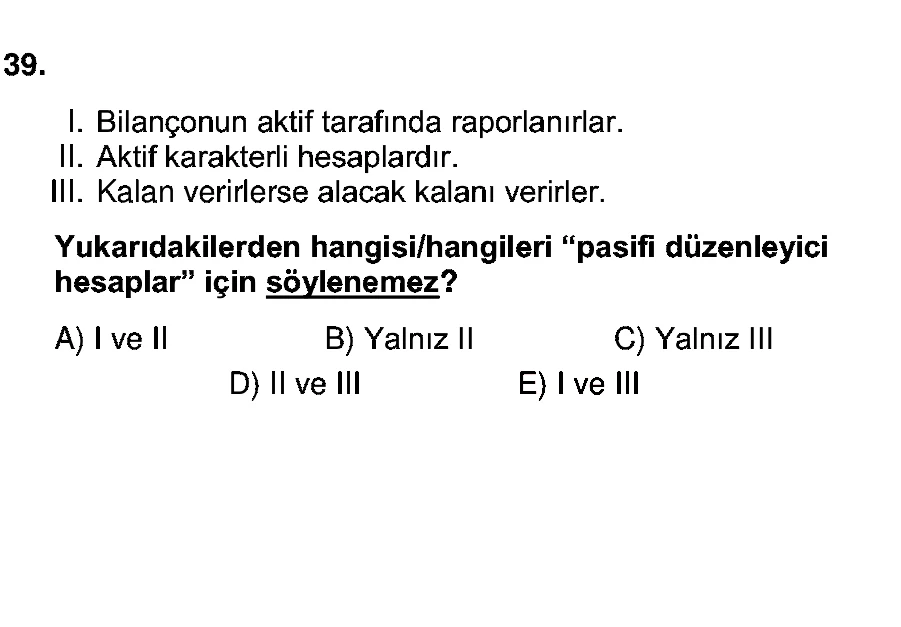 39.
I. Bilançonun aktif tarafında raporlanırlar.
II. Aktif karakterli hesaplardır.
III. Kalan verirlerse alacak kalanı verirler.
Yukarıdakilerden hangisi/hangileri “pasifi düzenleyici
hesaplar” için söylenemez?
A) I ve II B) Yalnız II C) Yalnız III
D) II ve III E) I ve III